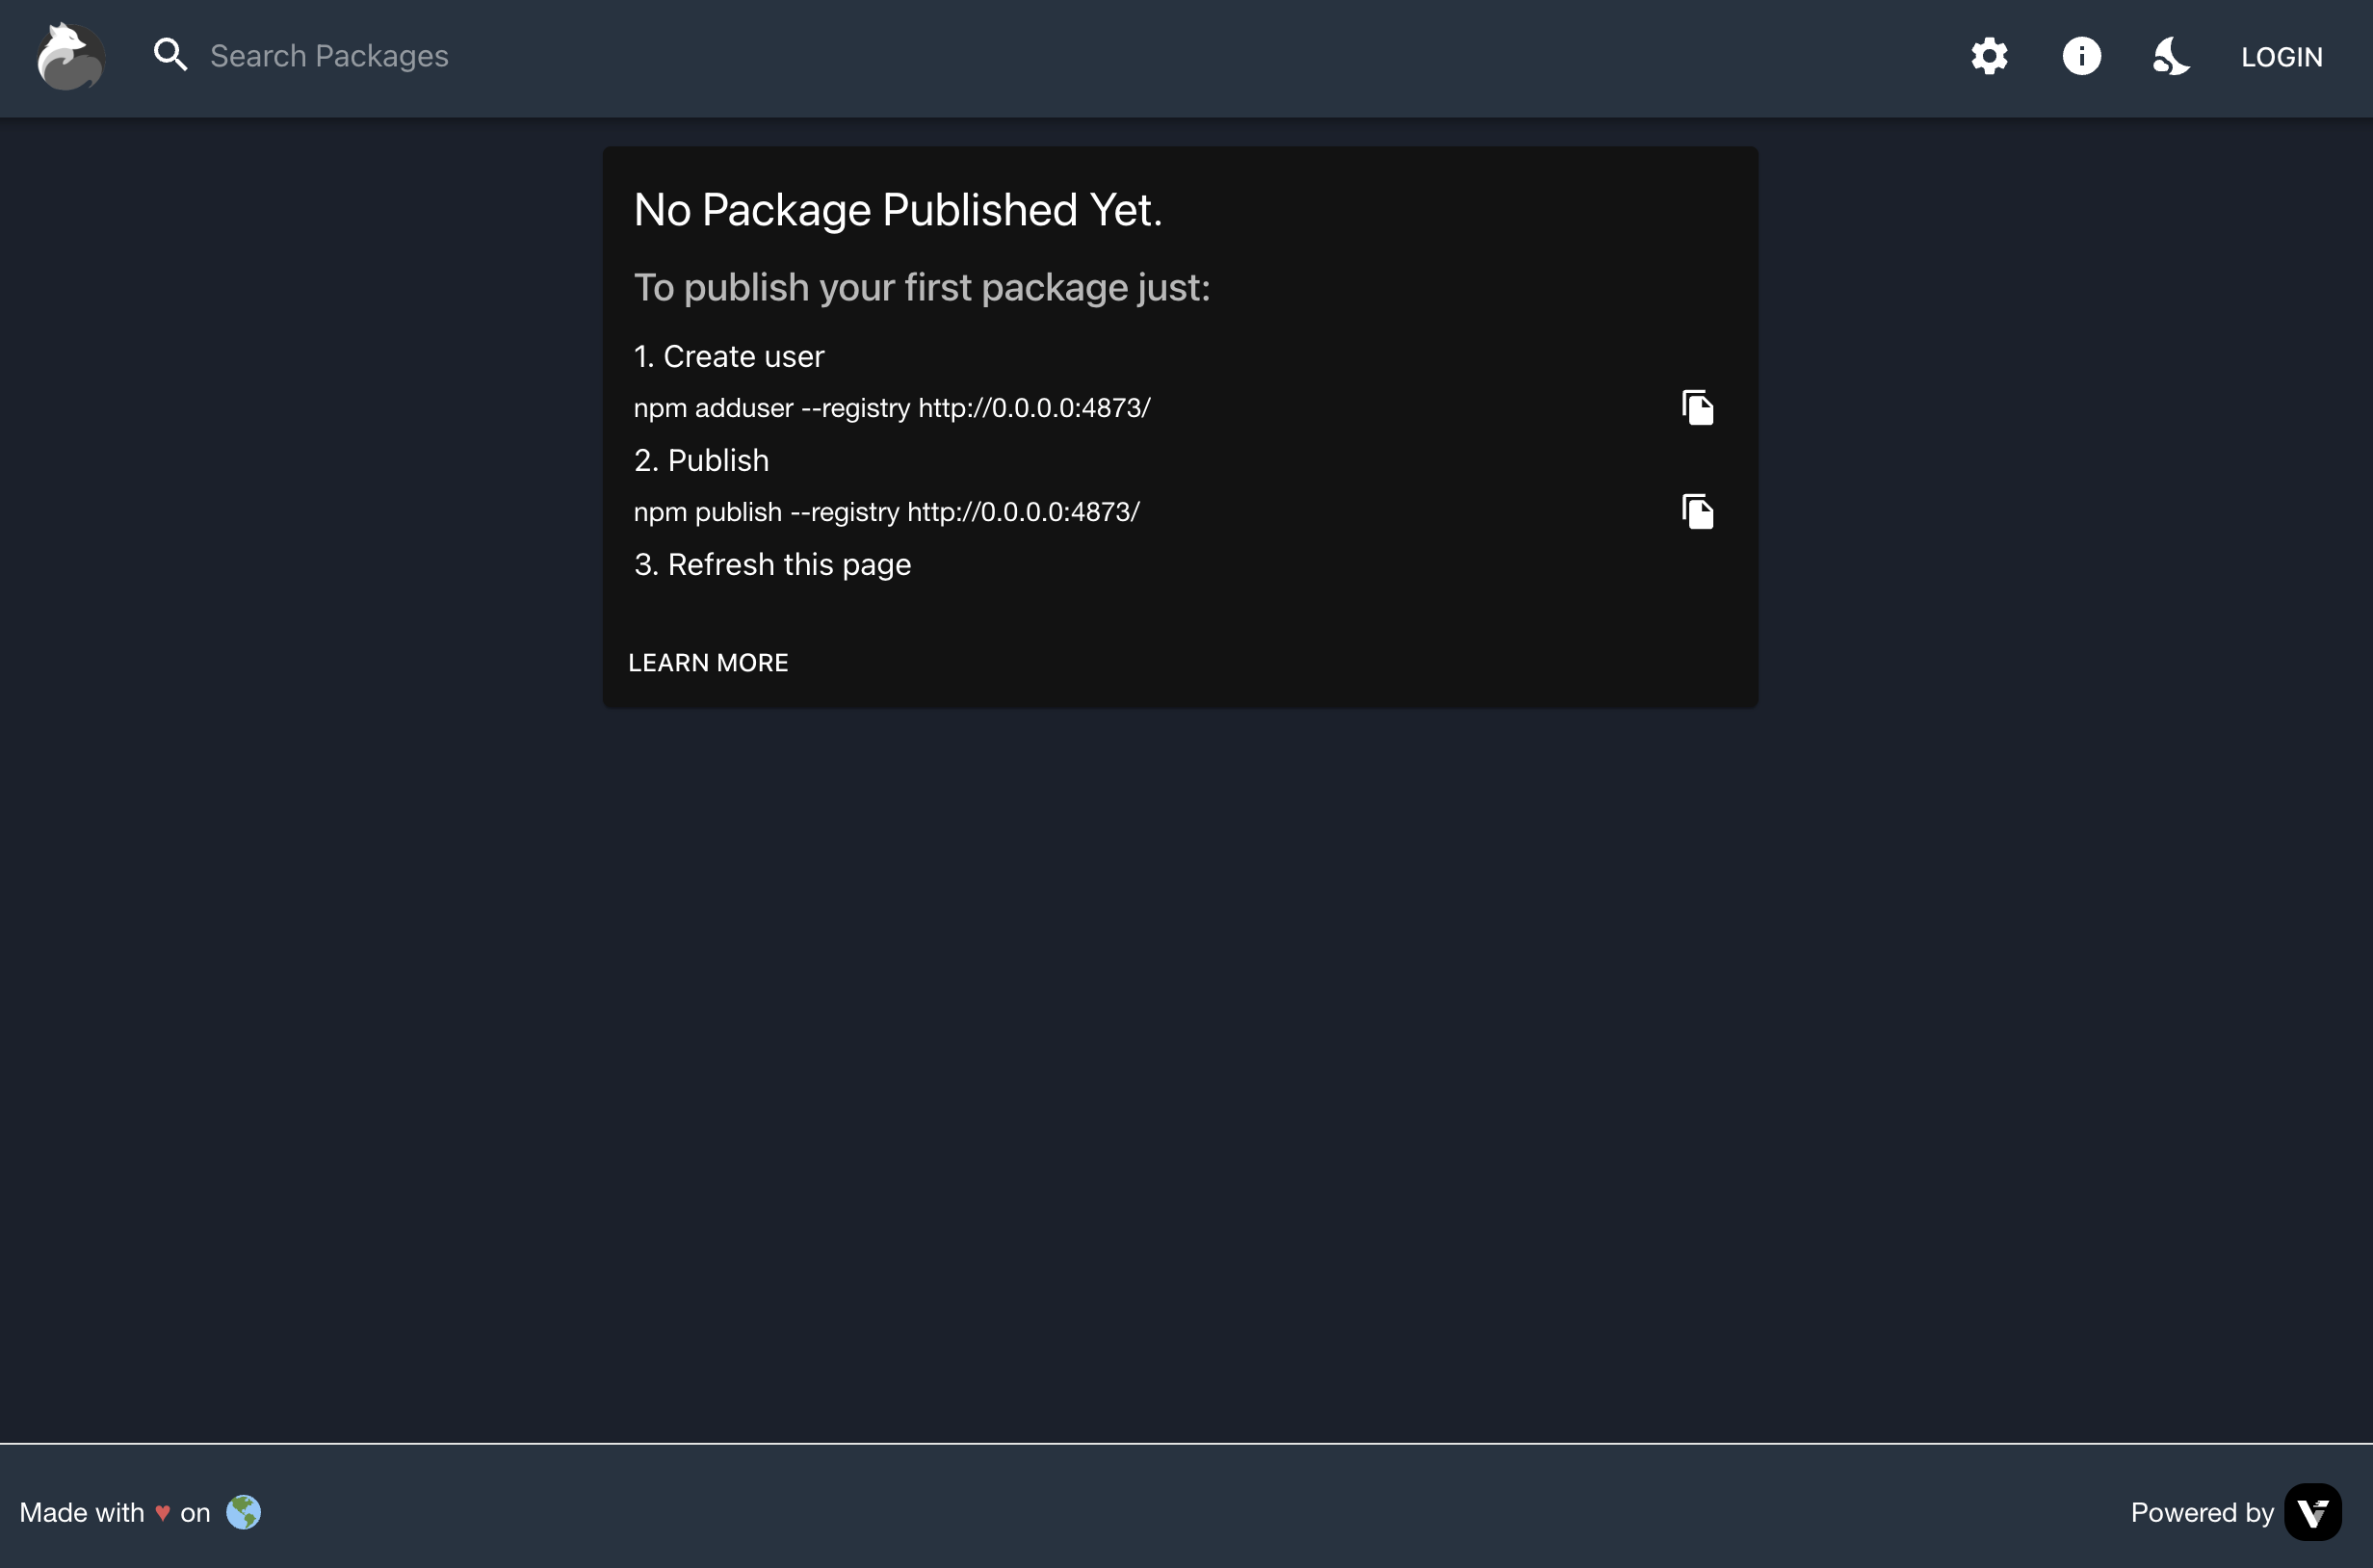 Search Packages
LOGIN
No Package Published Yet.
To publish your first package just:
1. Create user
npm adduser --registry http://0.0.0.0:4873/
2. Publish
npm publish --registry http://0.0.0.0:4873/
3. Refresh this page
LEARN MORE
Made with ♥ on 🌎
Powered by